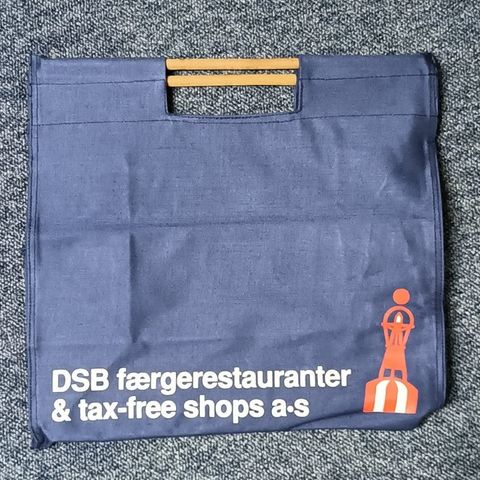 DSB færgerestauranter
& tax-free shops a·s